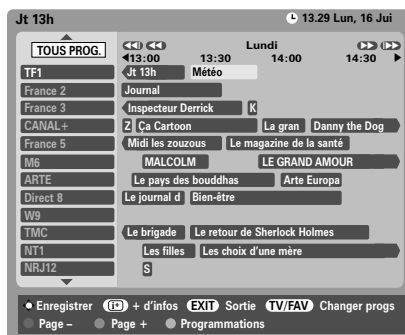 Jt 13h 13.29 Lun, 16 Jui
TOUS PROG. Lundi
13:00 13:30 14:00 14:30
TF1 Jt 13h Météo
France 2 Journal
France 3 Inspecteur Derrick K
CANAL+ Z Ça Cartoon La gran Danny the Dog
France 5 Midi les zouzous Le magazine de la santé
M6 MALCOLM LE GRAND AMOUR
ARTE Le pays des bouddhas Arte Europa
Direct 8 Le journal d Bien-être
W9
TMC Le brigade Le retour de Sherlock Holmes
NT1 Les filles Les choix d'une mère
NRJ12 S
Enregistrer i+ + d'infos EXIT Sortie TV/FAV Changer progs
Page – Page + Programmations